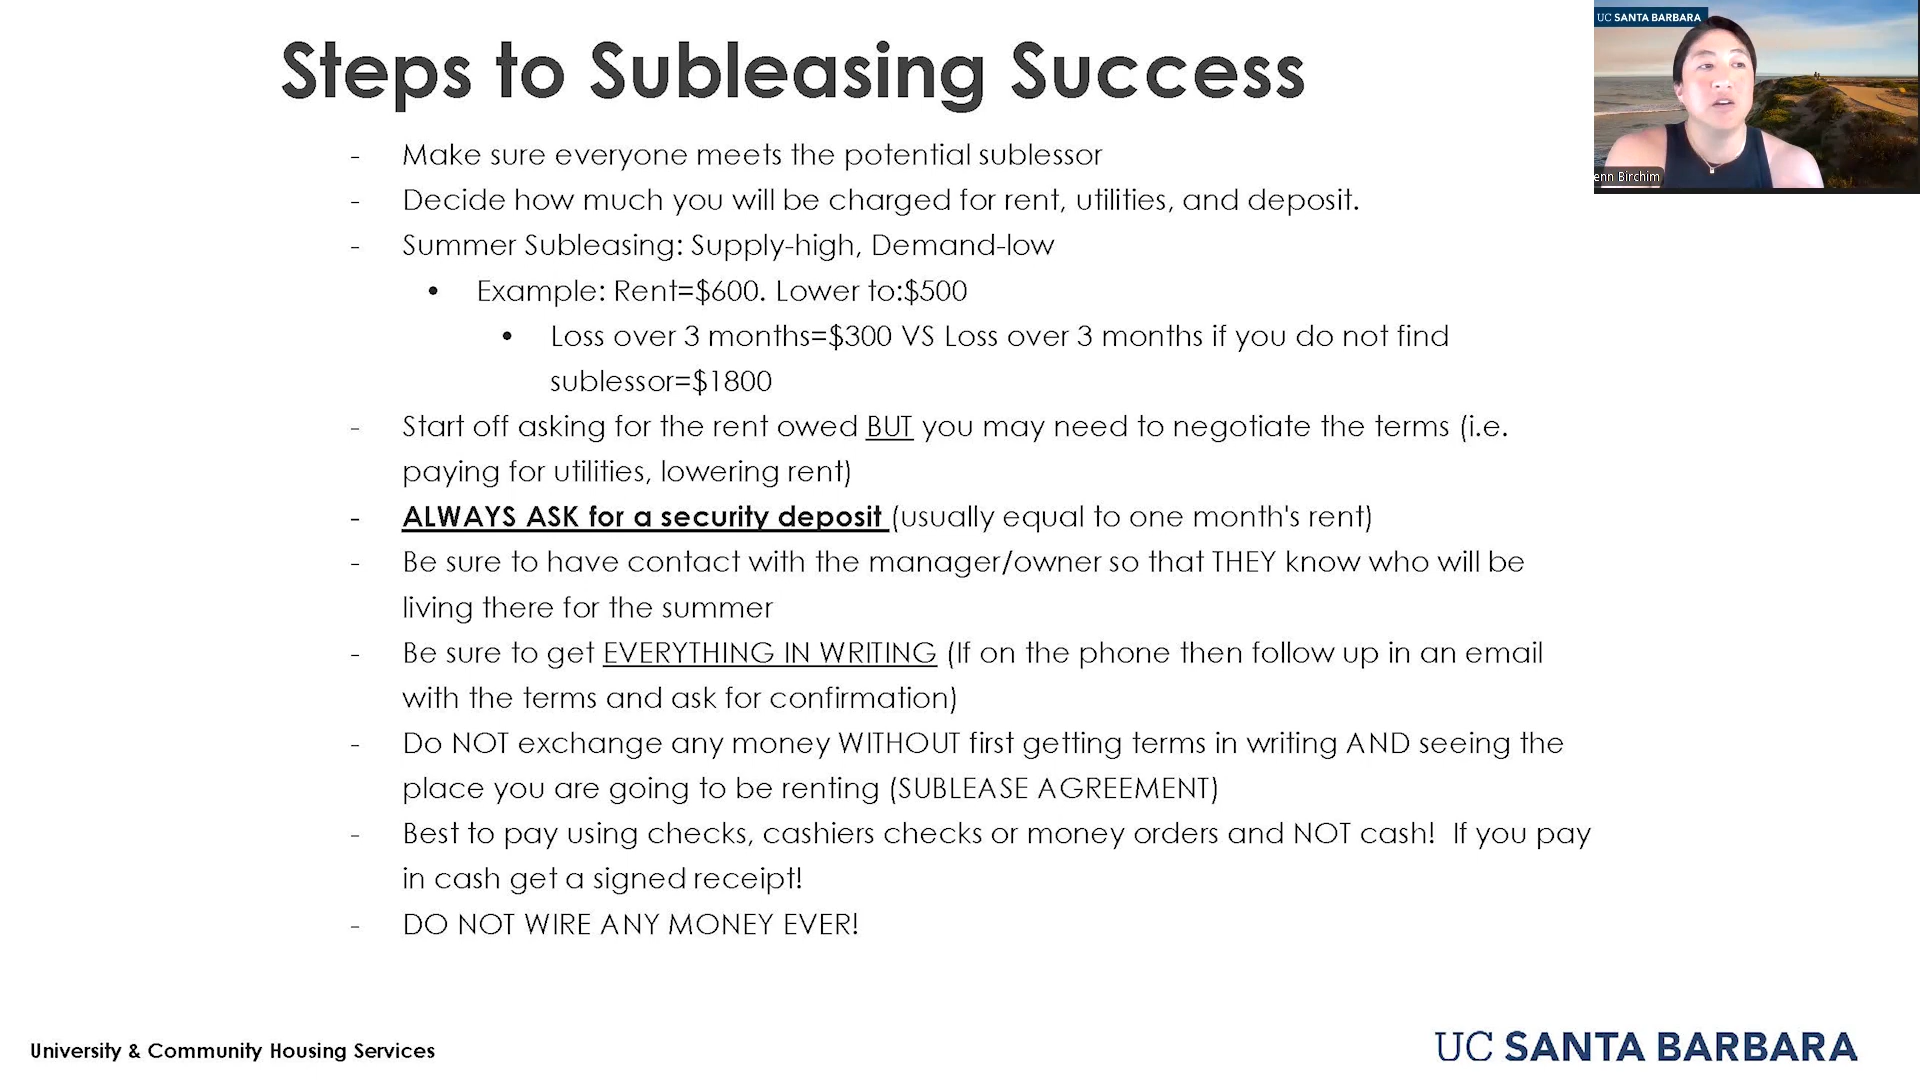 Steps to Subleasing Success
UC SANTA BARBARA
enn Birchim
- Make sure everyone meets the potential sublessor
- Decide how much you will be charged for rent, utilities, and deposit.
- Summer Subleasing: Supply-high, Demand-low
• Example: Rent=$600. Lower to:$500
• Loss over 3 months=$300 VS Loss over 3 months if you do not find
sublessor=$1800
- Start off asking for the rent owed BUT you may need to negotiate the terms (i.e.
paying for utilities, lowering rent)
- ALWAYS ASK for a security deposit (usually equal to one month's rent)
- Be sure to have contact with the manager/owner so that THEY know who will be
living there for the summer
- Be sure to get EVERYTHING IN WRITING (If on the phone then follow up in an email
with the terms and ask for confirmation)
- Do NOT exchange any money WITHOUT first getting terms in writing AND seeing the
place you are going to be renting (SUBLEASE AGREEMENT)
- Best to pay using checks, cashiers checks or money orders and NOT cash!  If you pay
in cash get a signed receipt!
- DO NOT WIRE ANY MONEY EVER!
University & Community Housing Services
UC SANTA BARBARA